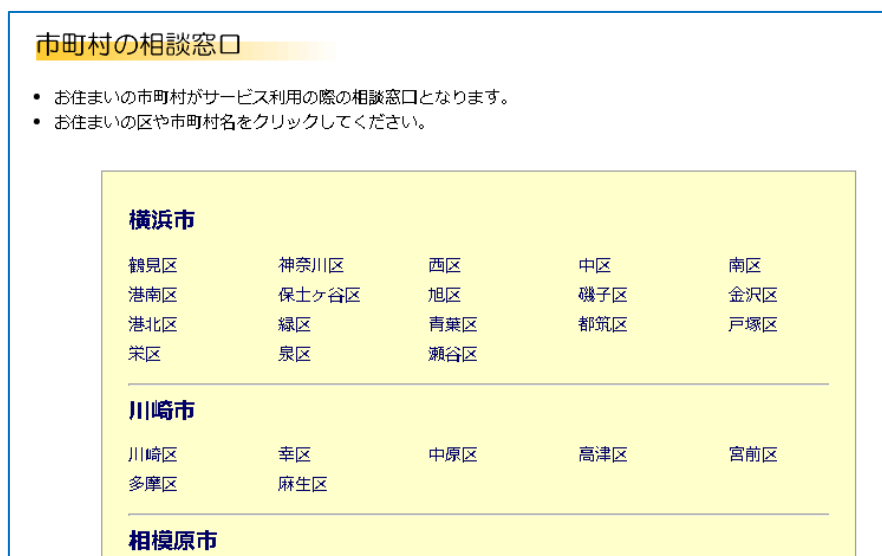 市町村の相談窓口
• お住まいの市町村がサービス利用の際の相談窓口となります。
• お住まいの区や市町村名をクリックしてください。
横浜市
鶴見区 神奈川区 西区 中区 南区
港南区 保土ヶ谷区 旭区 磯子区 金沢区
港北区 緑区 青葉区 都筑区 戸塚区
栄区 泉区 瀬谷区
川崎市
川崎区 幸区 中原区 高津区 宮前区
多摩区 麻生区
相模原市